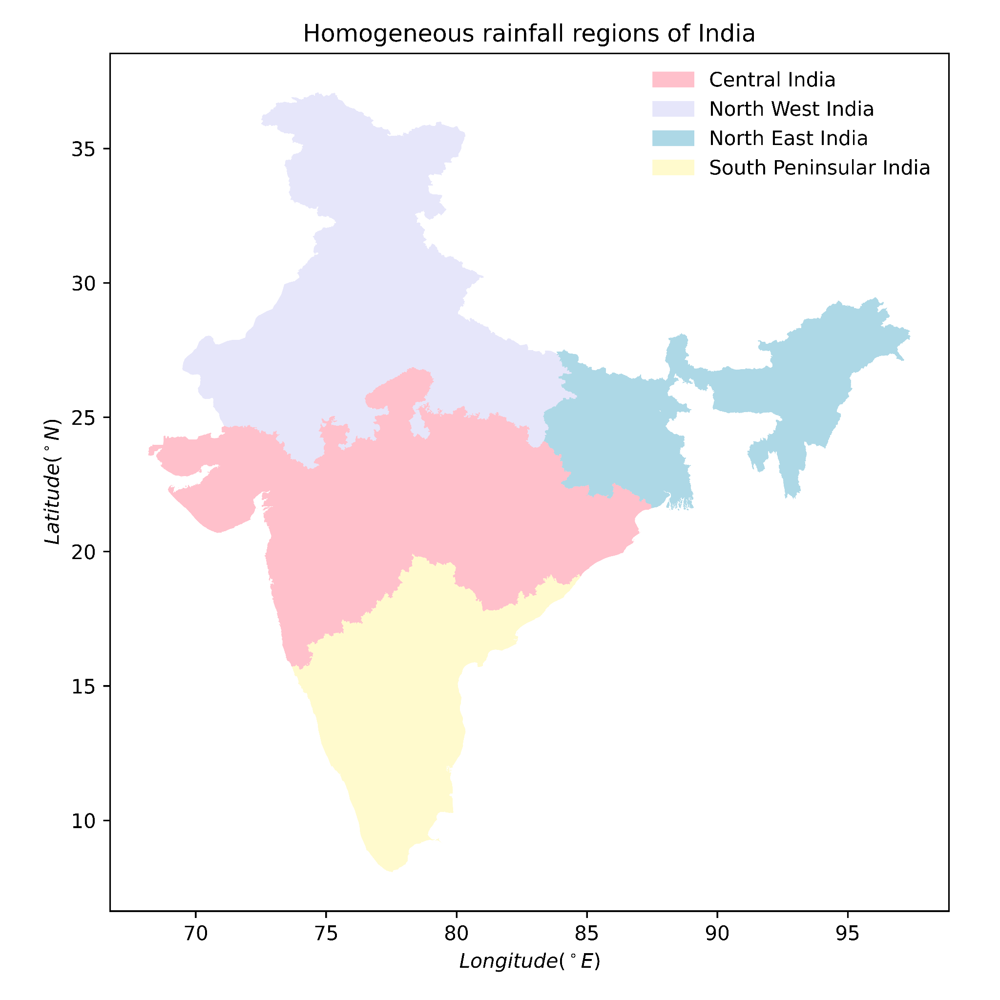 Homogeneous rainfall regions of India
Central India
North West India
North East India
South Peninsular India
35
30
25
20
15
10
Latitude(°N)
70 75 80 85 90 95
Longitude(°E)